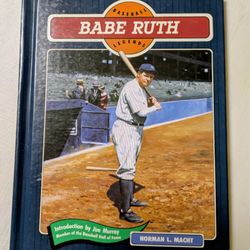 BASEBALL
BABE RUTH
LEGENDS
Introduction by Jim Murray
Member of the Baseball Hall of Fame
NORMAN L. MACHT